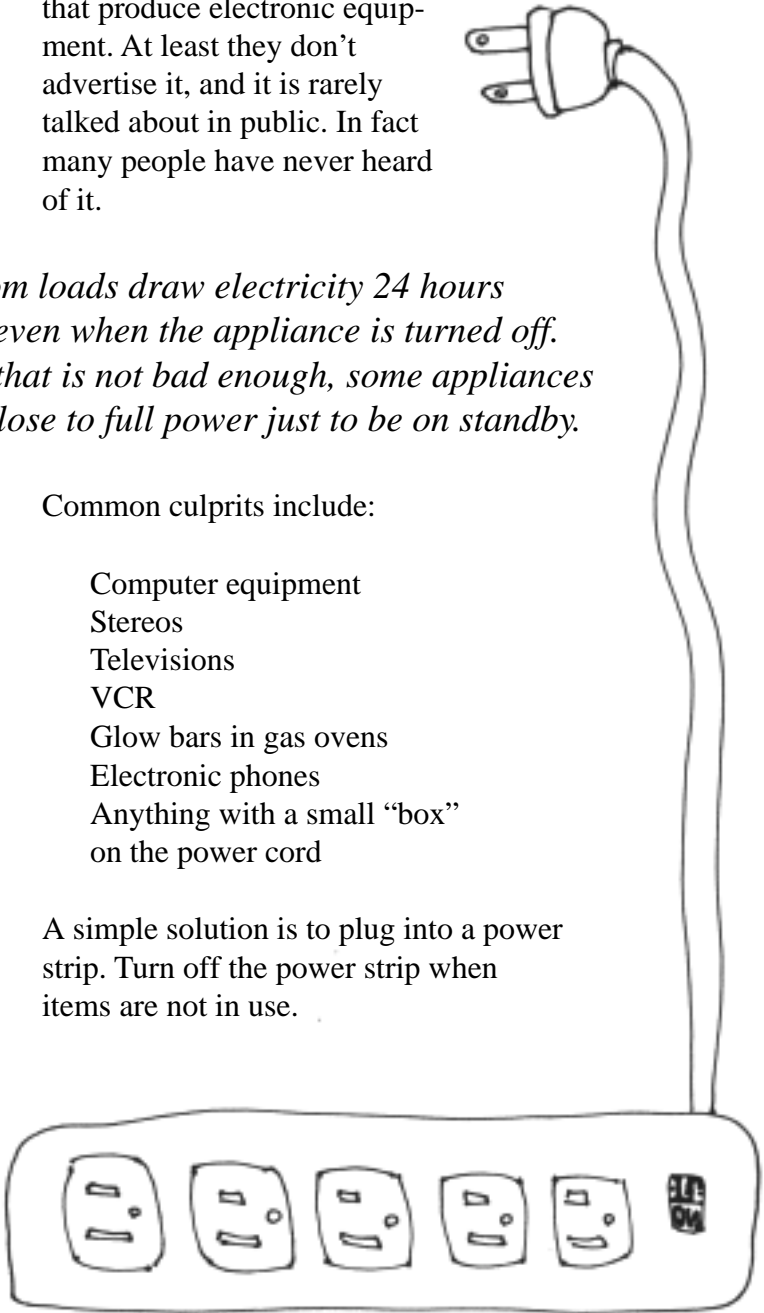 that produce electronic equip-
ment. At least they don’t
advertise it, and it is rarely
talked about in public. In fact
many people have never heard
of it.
om loads draw electricity 24 hours
even when the appliance is turned off.
that is not bad enough, some appliances
lose to full power just to be on standby.
Common culprits include:
Computer equipment
Stereos
Televisions
VCR
Glow bars in gas ovens
Electronic phones
Anything with a small “box”
on the power cord
A simple solution is to plug into a power
strip. Turn off the power strip when
items are not in use.